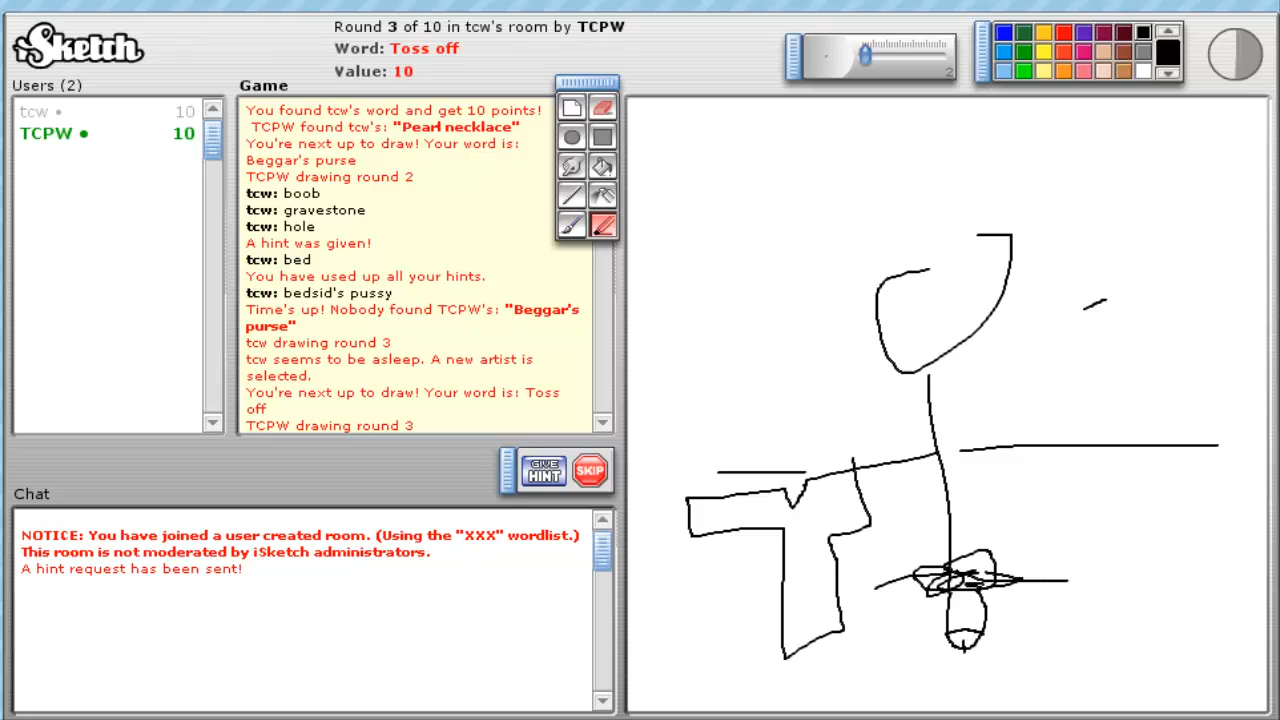 iSketch
Round 3 of 10 in tcw's room by TCPW
Word: Toss off
Value: 10
2
Users (2)
tcw • 10
TCPW • 10
Game
You found tcw's word and get 10 points!
TCPW found tcw's: "Pearl necklace"
You're next up to draw! Your word is:
Beggar's purse
TCPW drawing round 2
tcw: boob
tcw: gravestone
tcw: hole
A hint was given!
tcw: bed
You have used up all your hints.
tcw: bedsid's pussy
Time's up! Nobody found TCPW's: "Beggar's
purse"
tcw drawing round 3
tcw seems to be asleep. A new artist is
selected.
You're next up to draw! Your word is: Toss
off
TCPW drawing round 3
GIVE
HINT
SKIP
Chat
NOTICE: You have joined a user created room. (Using the "XXX" wordlist.)
This room is not moderated by iSketch administrators.
A hint request has been sent!